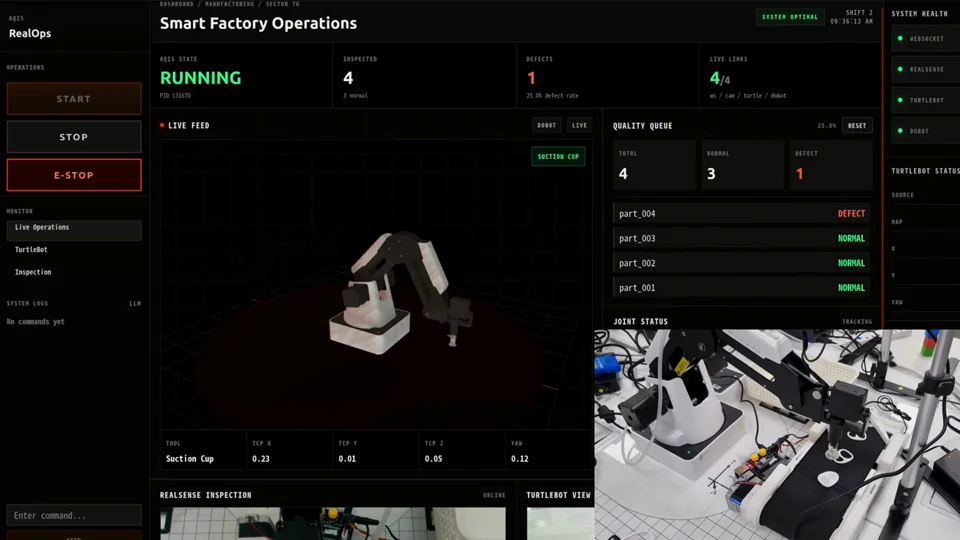 AQIS
RealOps
OPERATIONS
START
STOP
E-STOP
MONITOR
Live Operations
TurtleBot
Inspection
SYSTEM LOGS
LLM
No commands yet
Enter command...
DASHBOARD / MANUFACTURING / SECTOR 7G
Smart Factory Operations
SYSTEM OPTIMAL
SHIFT 2
09:36:13 AM
AQIS STATE
RUNNING
PID 131670
INSPECTED
4
3 normal
DEFECTS
1
25.0% defect rate
LIVE LINKS
4/4
ws / cam / turtle / dobot
LIVE FEED
DOBOT
LIVE
SUCTION CUP
TOOL
Suction Cup
TCP X
0.23
TCP Y
0.01
TCP Z
0.05
YAW
0.12
REALSENSE INSPECTION
ONLINE
TURTLEBOT VIEW
QUALITY QUEUE
25.0%
RESET
TOTAL
4
NORMAL
3
DEFECT
1
part_004
DEFECT
part_003
NORMAL
part_002
NORMAL
part_001
NORMAL
JOINT STATUS
TRACKING
SYSTEM HEALTH
WEBSOCKET
REALSENSE
TURTLEBOT
DOBOT
TURTLEBOT STATUS
SOURCE
MAP
X
Y
YAW